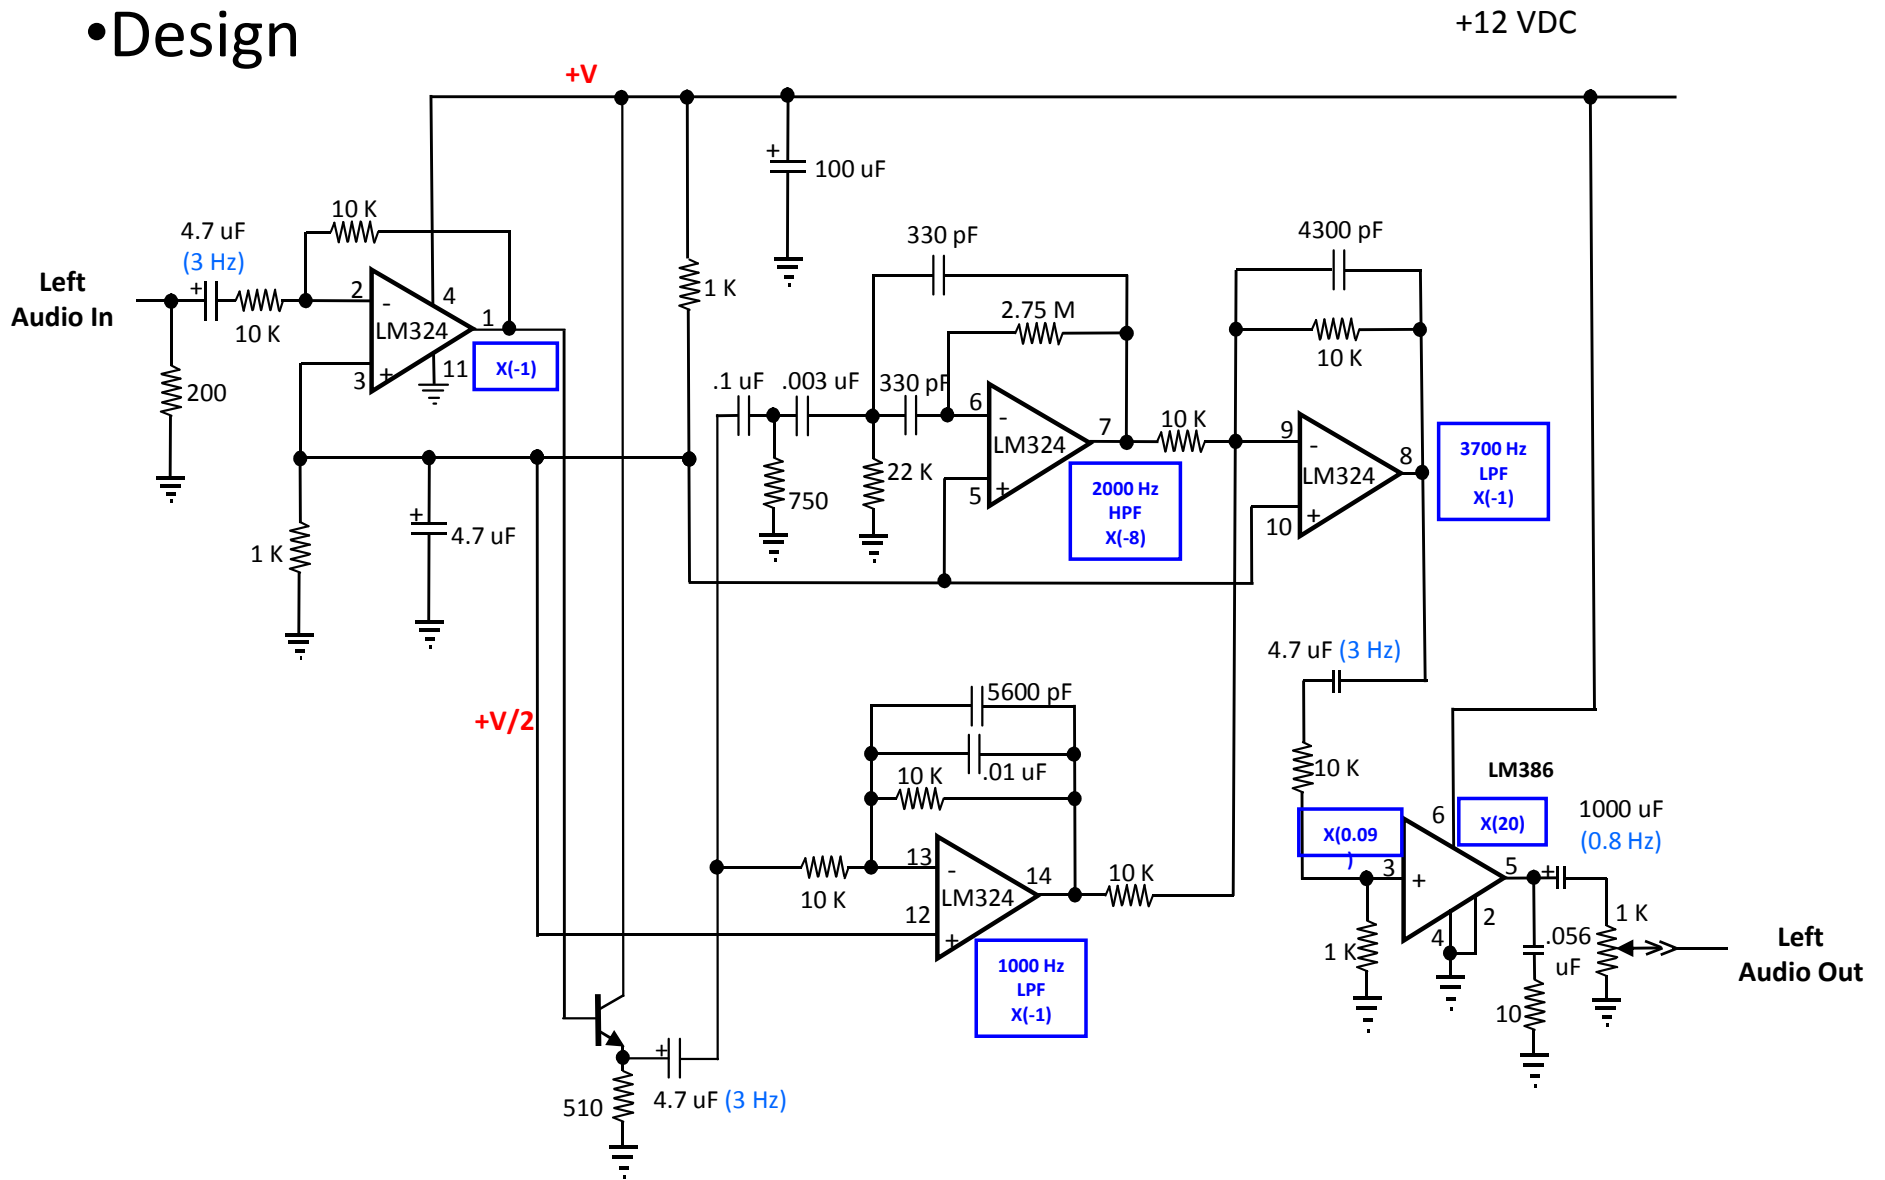 •Design
+12 VDC
+V
+
100 uF
10 K
4.7 uF
(3 Hz)
Left
Audio In
+
10 K
2
-
4
LM324
1
3
+
11
X(-1)
200
1 K
330 pF
4300 pF
2.75 M
10 K
.1 uF
.003 uF
330 pF
6
-
LM324
7
5
+
750
22 K
10 K
9
-
LM324
8
10
+
2000 Hz
HPF
X(-8)
3700 Hz
LPF
X(-1)
1 K
+
4.7 uF
4.7 uF (3 Hz)
+V/2
5600 pF
.01 uF
10 K
10 K
13
-
LM324
14
12
+
10 K
1000 Hz
LPF
X(-1)
10 K
LM386
X(0.09
)
6
X(20)
1000 uF
(0.8 Hz)
3
+
5
+
4
2
1 K
.056
uF
1 K
10
Left
Audio Out
+
510
4.7 uF (3 Hz)